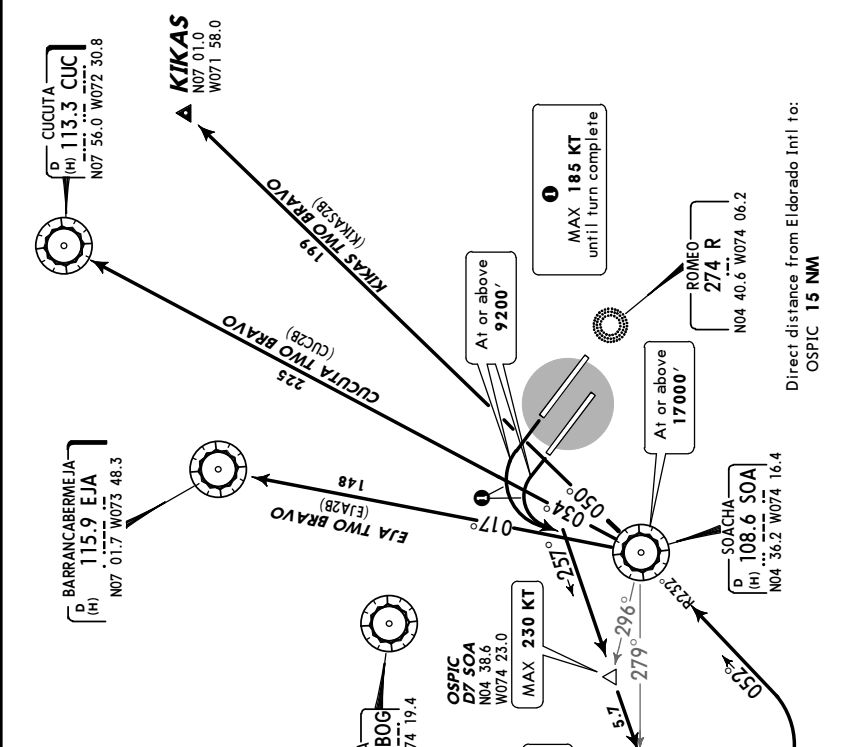 D
CUCUTA
(H) 113.3 CUC
N07 56.0 W072 30.8
KIKAS
N07 01.0
W071 58.0
199
KIKAS TWO BRAVO
(KIKAS2B)
225
CUCUTA TWO BRAVO
(CUC2B)
148
EJA TWO BRAVO
(EJA2B)
D
BARRANCABERMEJA
(H) 115.9 EJA
N07 01.7 W073 48.3
At or above
9200'
1
MAX 185 KT
until turn complete
ROMEO
274 R
N04 40.6 W074 06.2
Direct distance from Eldorado Intl to:
OSPIC 15 NM
At or above
17000'
1
017°
034°
050°
257°
D
SOACHA
(H) 108.6 SOA
N04 36.2 W074 16.4
R232°
296°
279°
052°
OSPIC
D7 SOA
N04 38.6
W074 23.0
MAX 230 KT
5.7
A
BOG
74 19.4